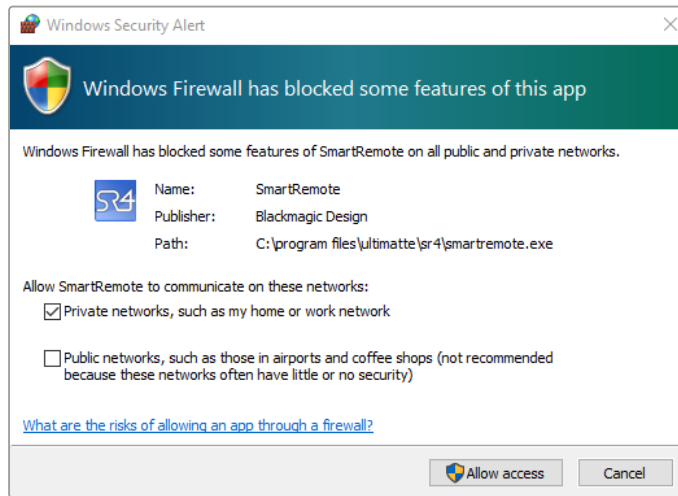 Windows Security Alert
Windows Firewall has blocked some features of this app
Windows Firewall has blocked some features of SmartRemote on all public and private networks.
SR4
Name: SmartRemote
Publisher: Blackmagic Design
Path: C:\program files\ultimatte\sr4\smartremote.exe
Allow SmartRemote to communicate on these networks:
Private networks, such as my home or work network
Public networks, such as those in airports and coffee shops (not recommended
because these networks often have little or no security)
What are the risks of allowing an app through a firewall?
Allow access Cancel